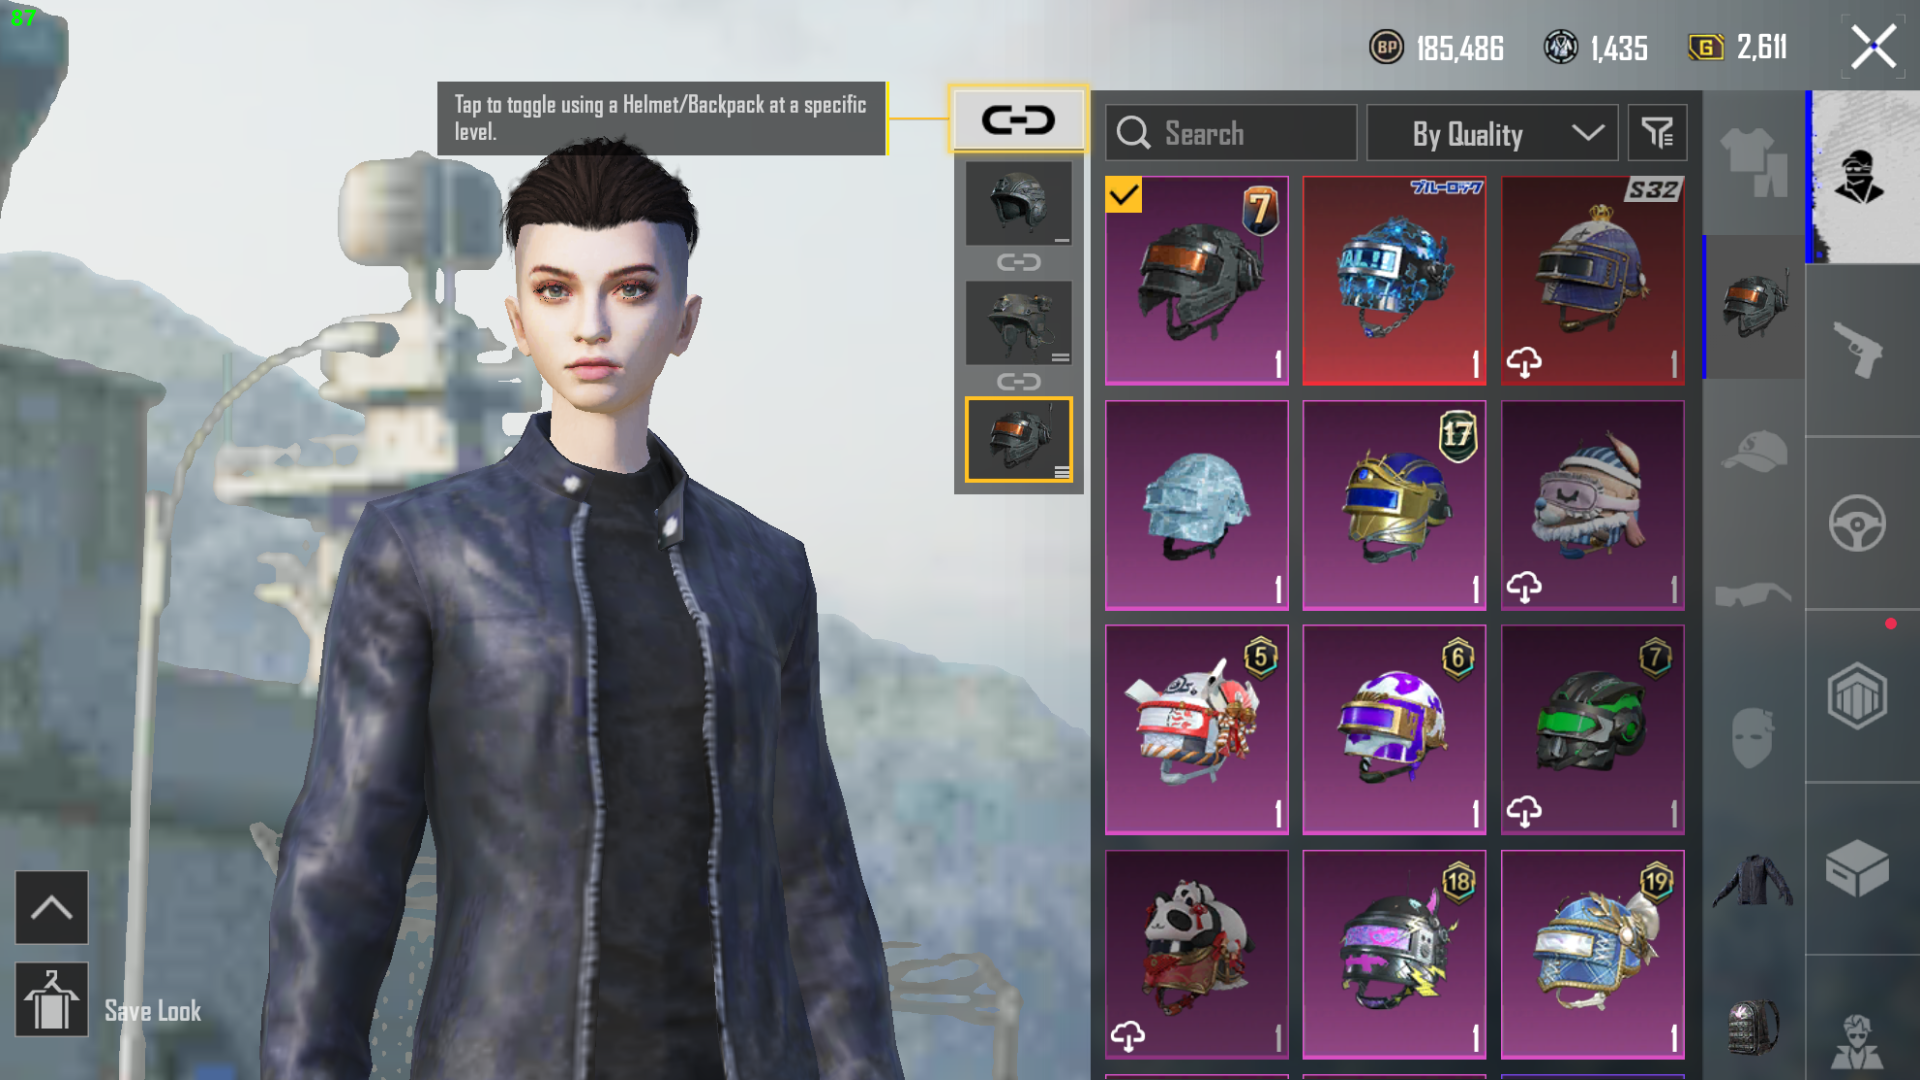 87
185,486
1,435
2,611
BP
G
Tap to toggle using a Helmet/Backpack at a specific
level.
Search
By Quality
7
1
ブルーロック
1
S32
1
1
17
1
1
5
1
6
1
7
1
1
18
1
19
1
Save Look